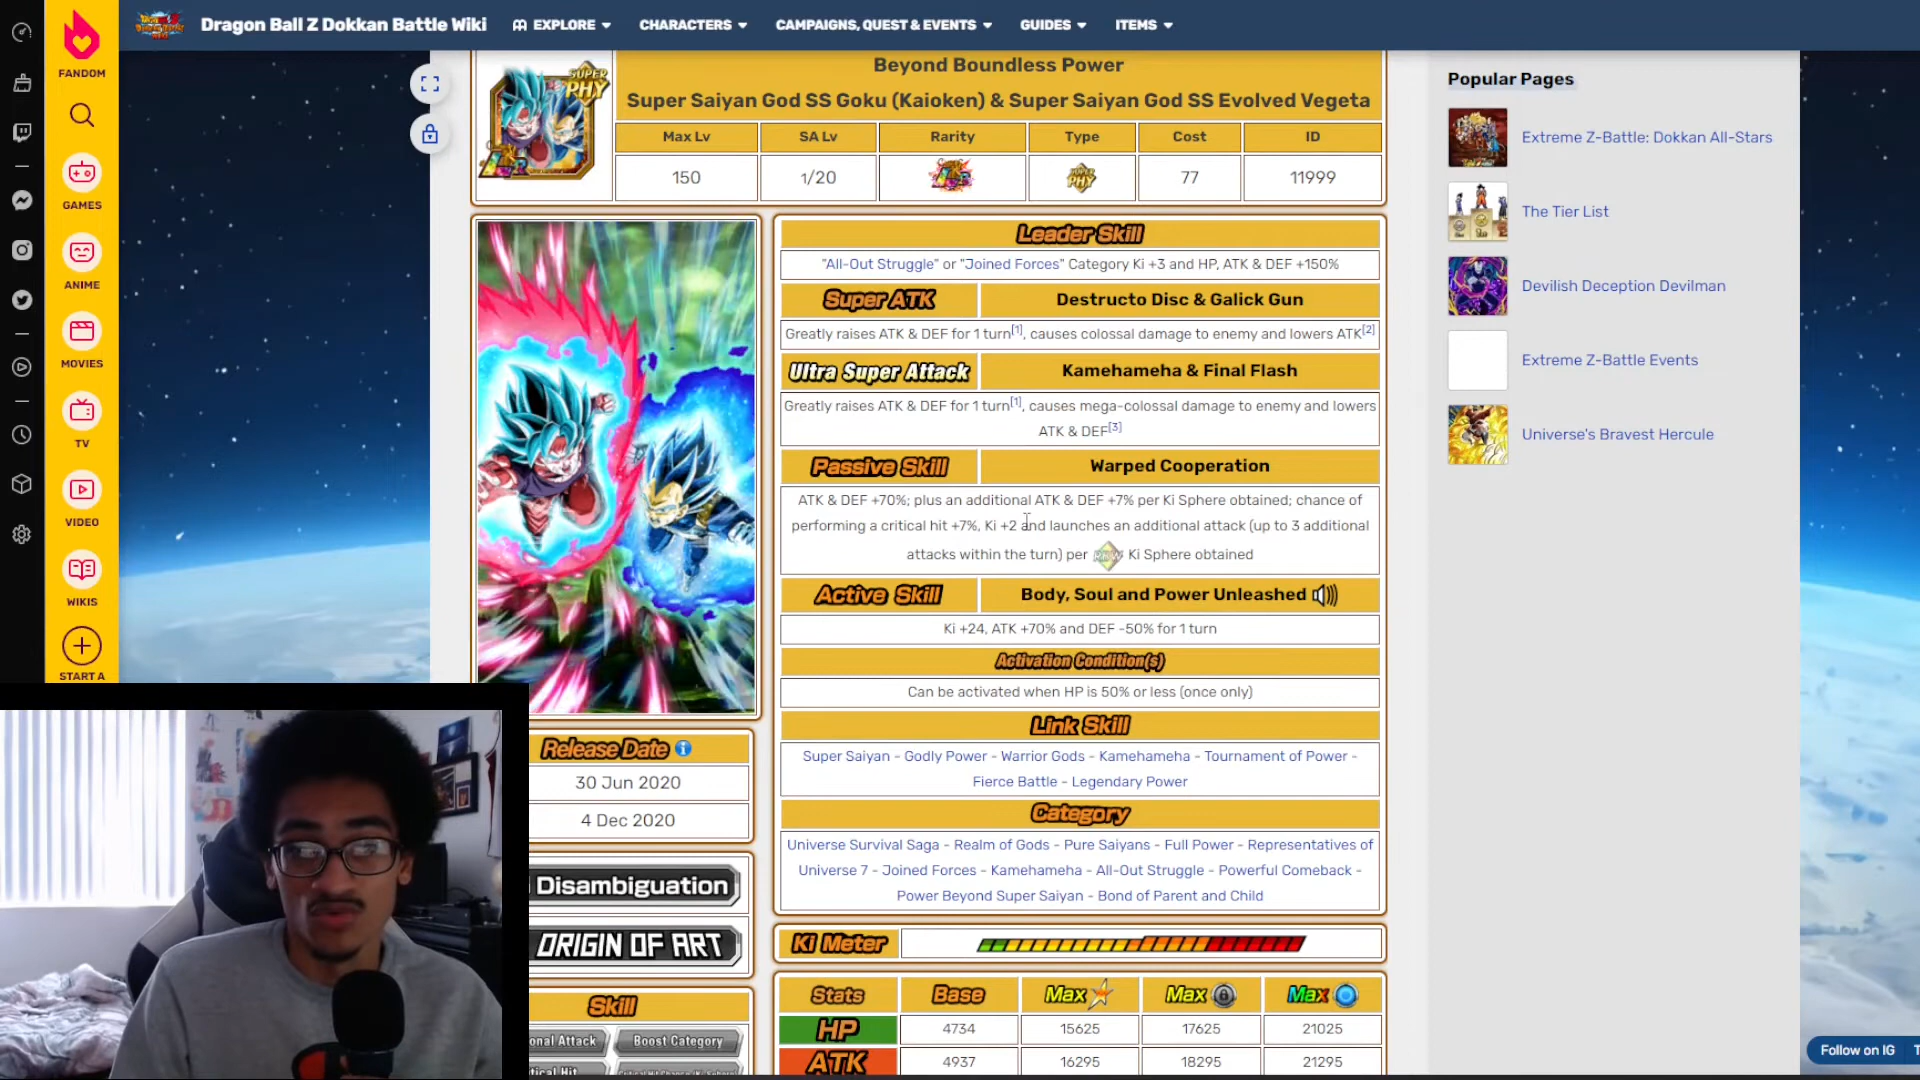 Dragon Ball Z Dokkan Battle Wiki
EXPLORE
CHARACTERS
CAMPAIGNS, QUEST & EVENTS
GUIDES
ITEMS
FANDOM
GAMES
ANIME
MOVIES
TV
VIDEO
WIKIS
START A
SUPER
PHY
Beyond Boundless Power
Super Saiyan God SS Goku (Kaioken) & Super Saiyan God SS Evolved Vegeta
Max Lv
SA Lv
Rarity
Type
Cost
ID
150
1/20
77
11999
Leader Skill
"All-Out Struggle" or "Joined Forces" Category Ki +3 and HP, ATK & DEF +150%
Super ATK
Destructo Disc & Galick Gun
Greatly raises ATK & DEF for 1 turn[1], causes colossal damage to enemy and lowers ATK[2]
Ultra Super Attack
Kamehameha & Final Flash
Greatly raises ATK & DEF for 1 turn[1], causes mega-colossal damage to enemy and lowers
ATK & DEF[3]
Passive Skill
Warped Cooperation
ATK & DEF +70%; plus an additional ATK & DEF +7% per Ki Sphere obtained; chance of
performing a critical hit +7%, Ki +2 and launches an additional attack (up to 3 additional
attacks within the turn) per Ki Sphere obtained
Active Skill
Body, Soul and Power Unleashed
Ki +24, ATK +70% and DEF -50% for 1 turn
Activation Condition(s)
Can be activated when HP is 50% or less (once only)
Link Skill
Super Saiyan - Godly Power - Warrior Gods - Kamehameha - Tournament of Power -
Fierce Battle - Legendary Power
Category
Universe Survival Saga - Realm of Gods - Pure Saiyans - Full Power - Representatives of
Universe 7 - Joined Forces - Kamehameha - All-Out Struggle - Powerful Comeback -
Power Beyond Super Saiyan - Bond of Parent and Child
Ki Meter
Stats
Base
Max
Max
Max
HP
4734
15625
17625
21025
ATK
4937
16295
18295
21295
Release Date
30 Jun 2020
4 Dec 2020
Disambiguation
ORIGIN OF ART
Skill
onal Attack
Boost Category
tical Hit
Popular Pages
Extreme Z-Battle: Dokkan All-Stars
The Tier List
Devilish Deception Devilman
Extreme Z-Battle Events
Universe's Bravest Hercule
Follow on IG
T